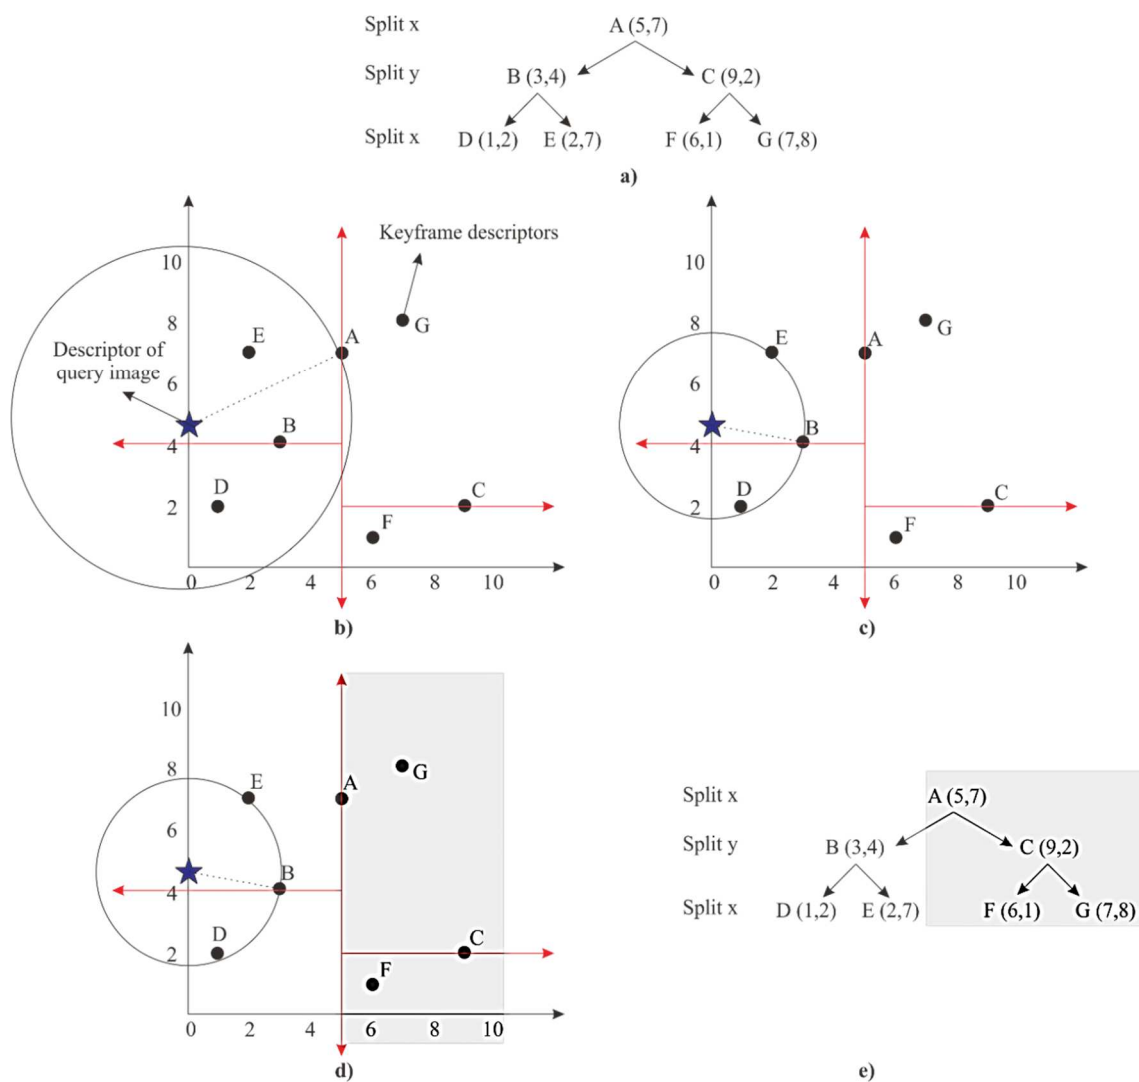 Split x A (5,7)
Split y B (3,4) C (9,2)
Split x D (1,2) E (2,7) F (6,1) G (7,8)
a)
Keyframe descriptors
10
8
G
E
A
Descriptor of
query image
6
B
4
D
2
C
F
0 2 4 6 8 10
b)
10
8
G
E
A
6
B
4
D
2
C
F
0 2 4 6 8 10
c)
10
8
G
E
A
6
B
4
D
2
C
F
0 2 4 6 8 10
d)
Split x A (5,7)
Split y B (3,4) C (9,2)
Split x D (1,2) E (2,7) F (6,1) G (7,8)
e)